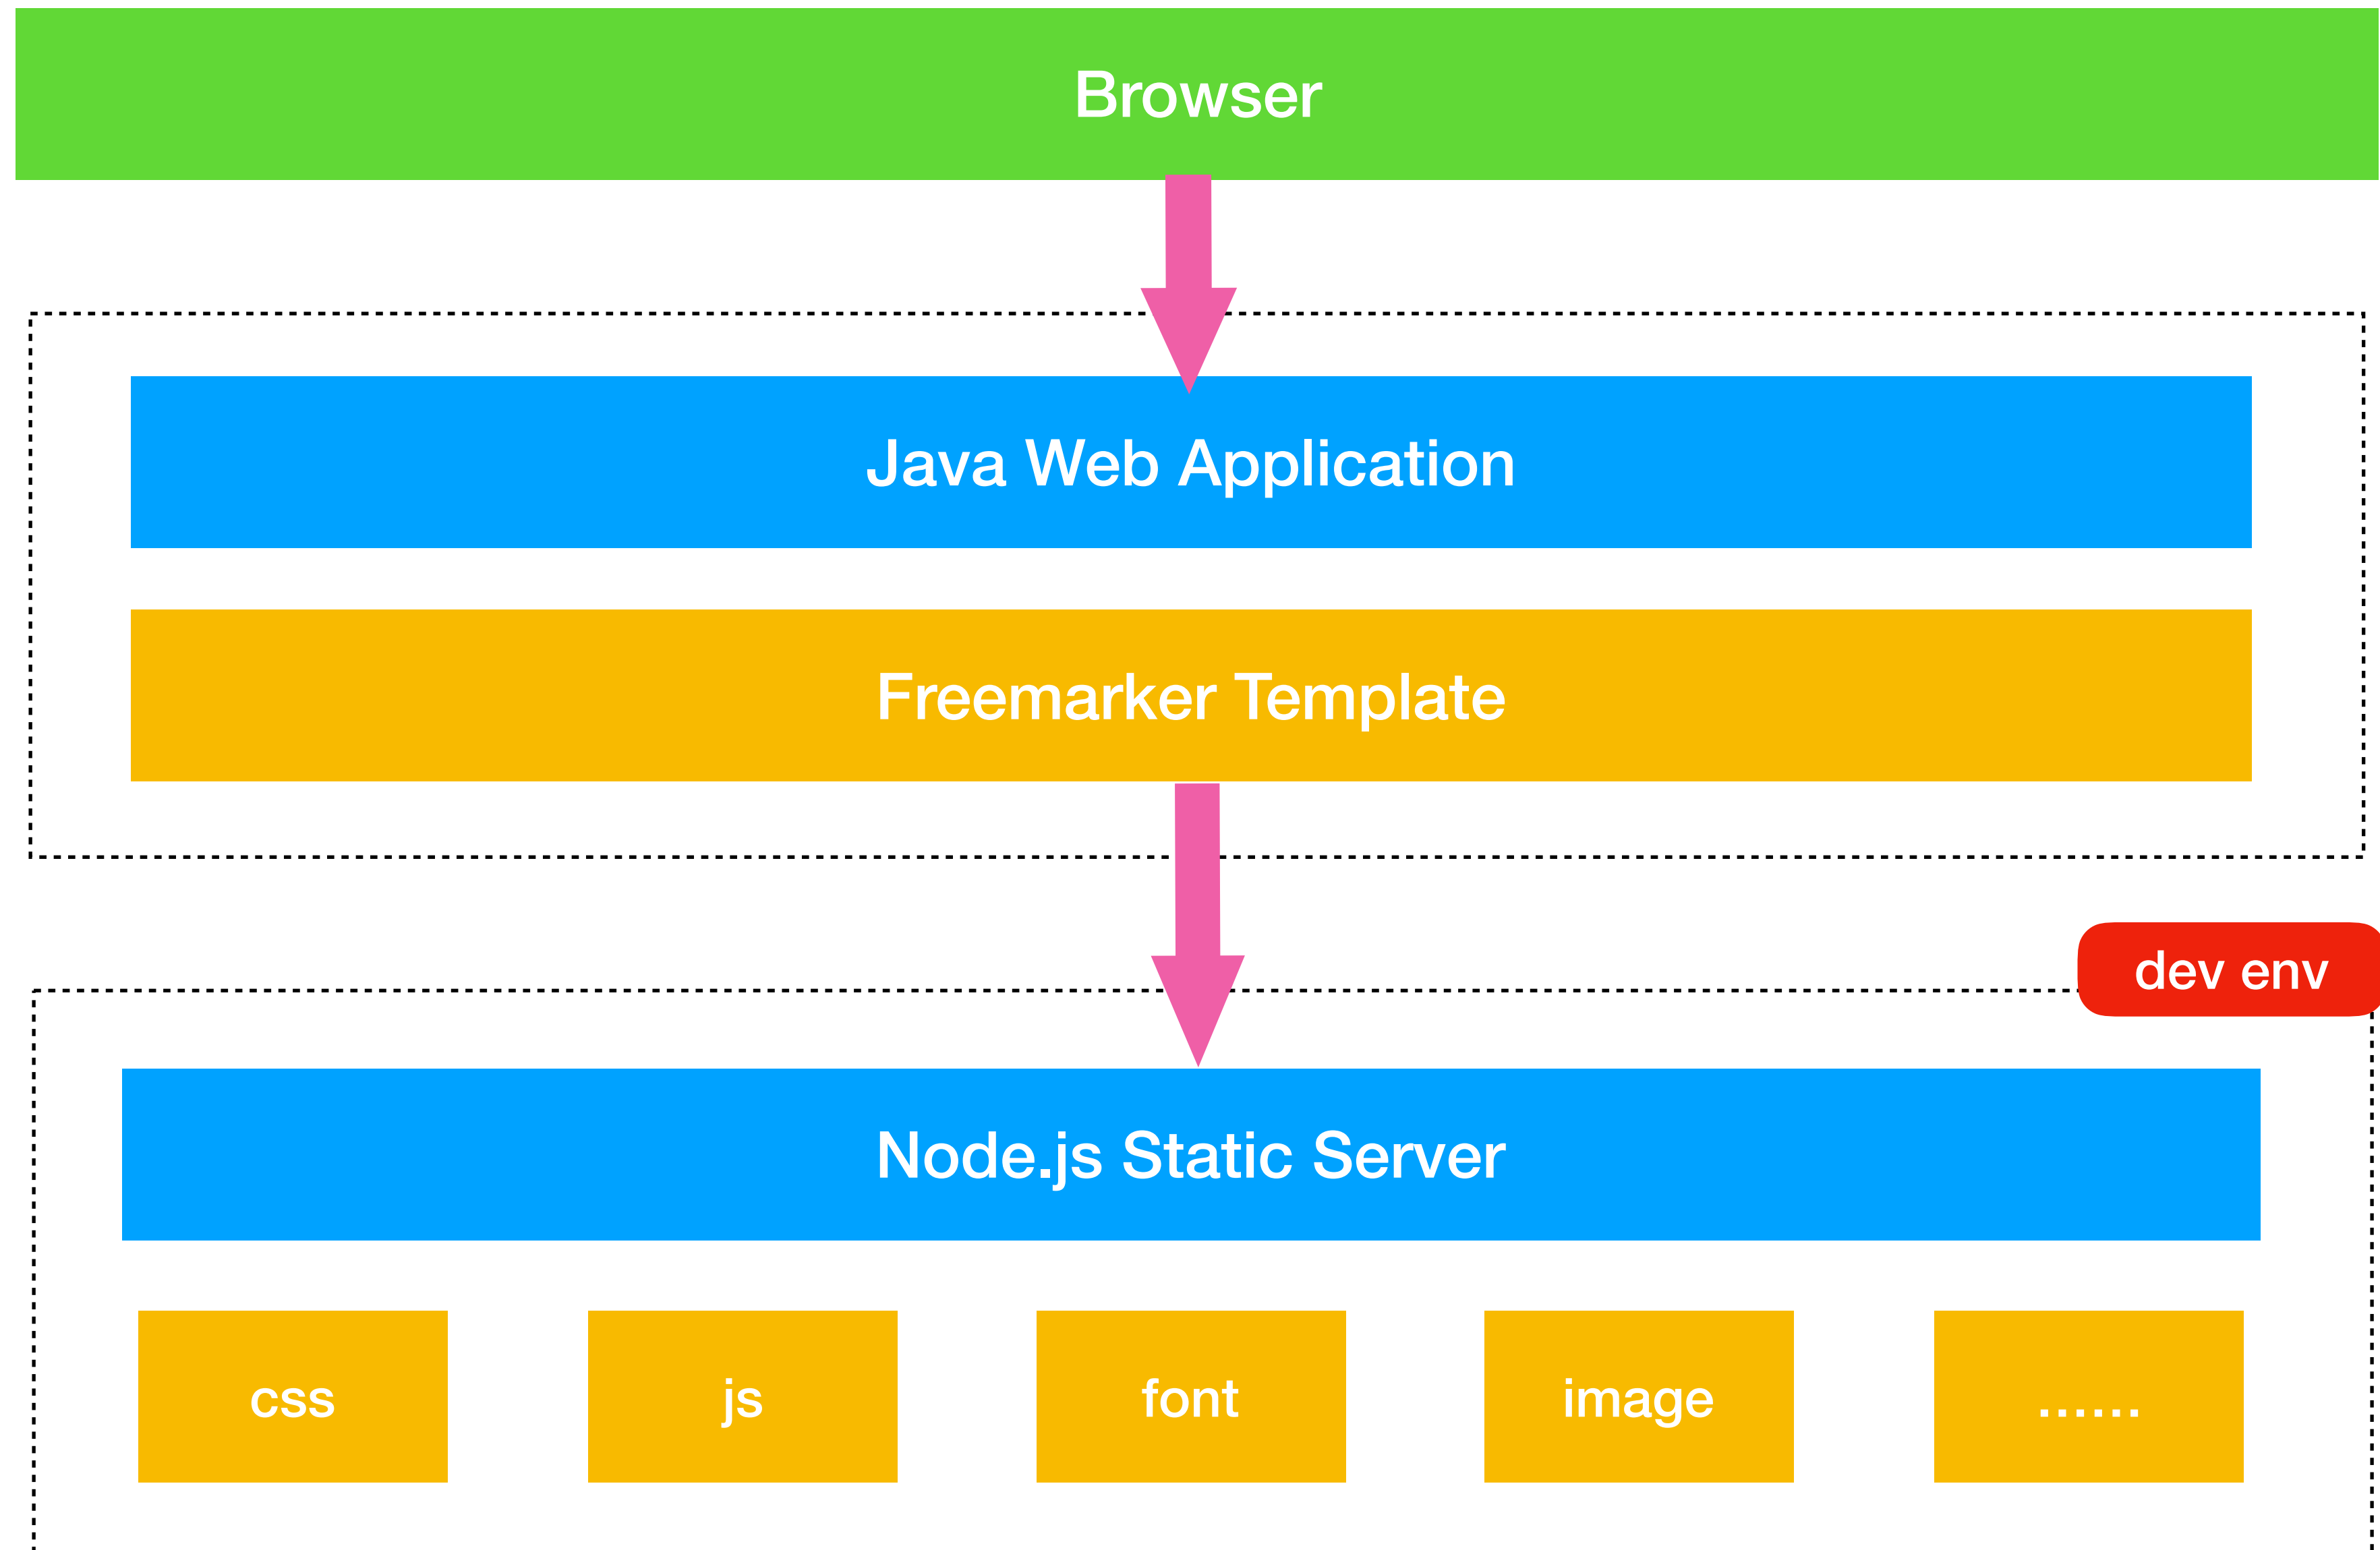 Browser
Java Web Application
Freemarker Template
dev env
Node.js Static Server
css
js
font
image
......